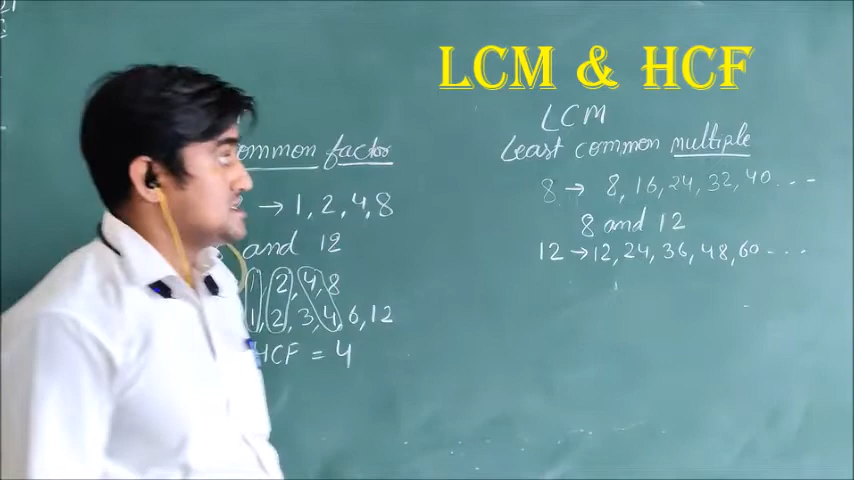 LCM & HCF
ommon factor
→ 1, 2, 4, 8
and 12
1, 2, 4, 8
1, 2, 3, 4, 6, 12
HCF = 4
LCM
Least common multiple
8 → 8, 16, 24, 32, 40 . . . -
8 and 12
12 → 12, 24, 36, 48, 60 - . . .